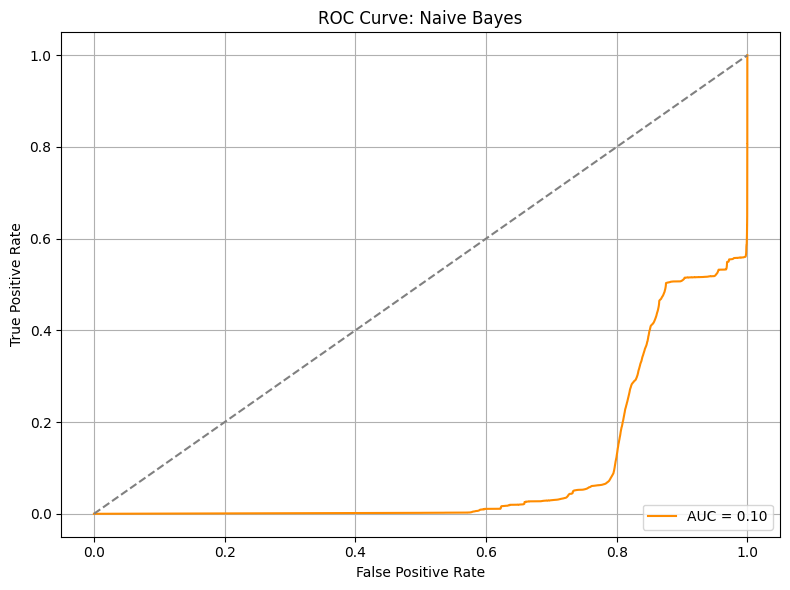 ROC Curve: Naive Bayes
1.0
0.8
0.6
0.4
0.2
0.0
True Positive Rate
0.0 0.2 0.4 0.6 0.8 1.0
False Positive Rate
AUC = 0.10